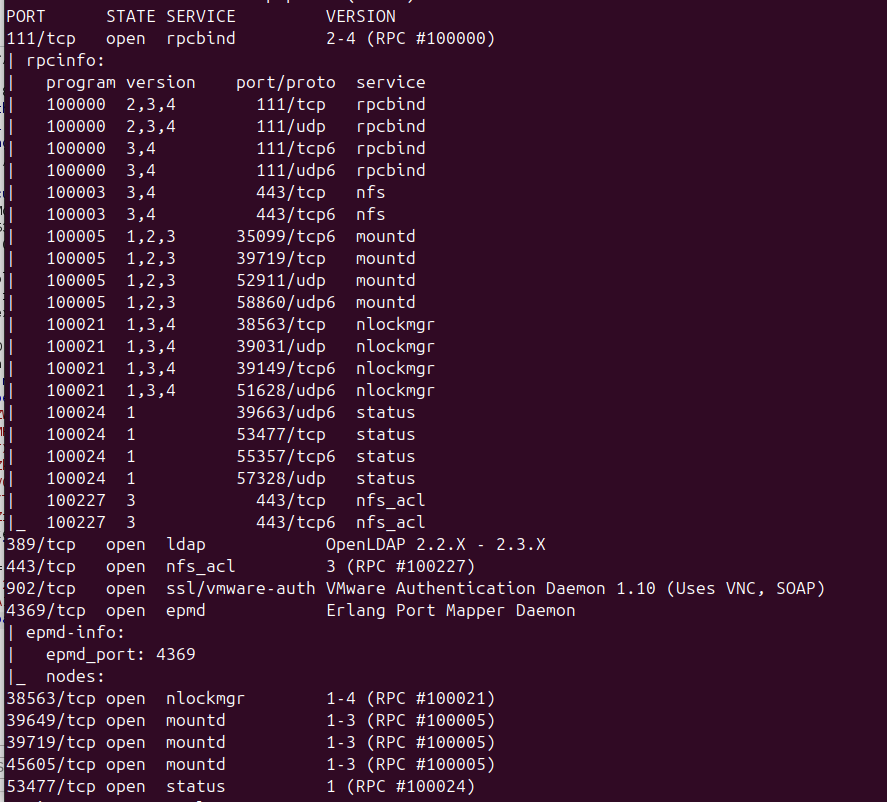 PORT      STATE SERVICE         VERSION
111/tcp   open  rpcbind         2-4 (RPC #100000)
| rpcinfo:
|   program version    port/proto  service
|   100000  2,3,4        111/tcp   rpcbind
|   100000  2,3,4        111/udp   rpcbind
|   100000  3,4          111/tcp6  rpcbind
|   100000  3,4          111/udp6  rpcbind
|   100003  3,4          443/tcp   nfs
|   100003  3,4          443/tcp6  nfs
|   100005  1,2,3      35099/tcp6  mountd
|   100005  1,2,3      39719/tcp   mountd
|   100005  1,2,3      52911/udp   mountd
|   100005  1,2,3      58860/udp6  mountd
|   100021  1,3,4      38563/tcp   nlockmgr
|   100021  1,3,4      39031/udp   nlockmgr
|   100021  1,3,4      39149/tcp6  nlockmgr
|   100021  1,3,4      51628/udp6  nlockmgr
|   100024  1          39663/udp6  status
|   100024  1          53477/tcp   status
|   100024  1          55357/tcp6  status
|   100024  1          57328/udp   status
|   100227  3            443/tcp   nfs_acl
|_  100227  3            443/tcp6  nfs_acl
389/tcp   open  ldap            OpenLDAP 2.2.X - 2.3.X
443/tcp   open  nfs_acl         3 (RPC #100227)
902/tcp   open  ssl/vmware-auth VMware Authentication Daemon 1.10 (Uses VNC, SOAP)
4369/tcp  open  epmd            Erlang Port Mapper Daemon
| epmd-info:
|   epmd_port: 4369
|_  nodes:
38563/tcp open  nlockmgr        1-4 (RPC #100021)
39649/tcp open  mountd          1-3 (RPC #100005)
39719/tcp open  mountd          1-3 (RPC #100005)
45605/tcp open  mountd          1-3 (RPC #100005)
53477/tcp open  status          1 (RPC #100024)